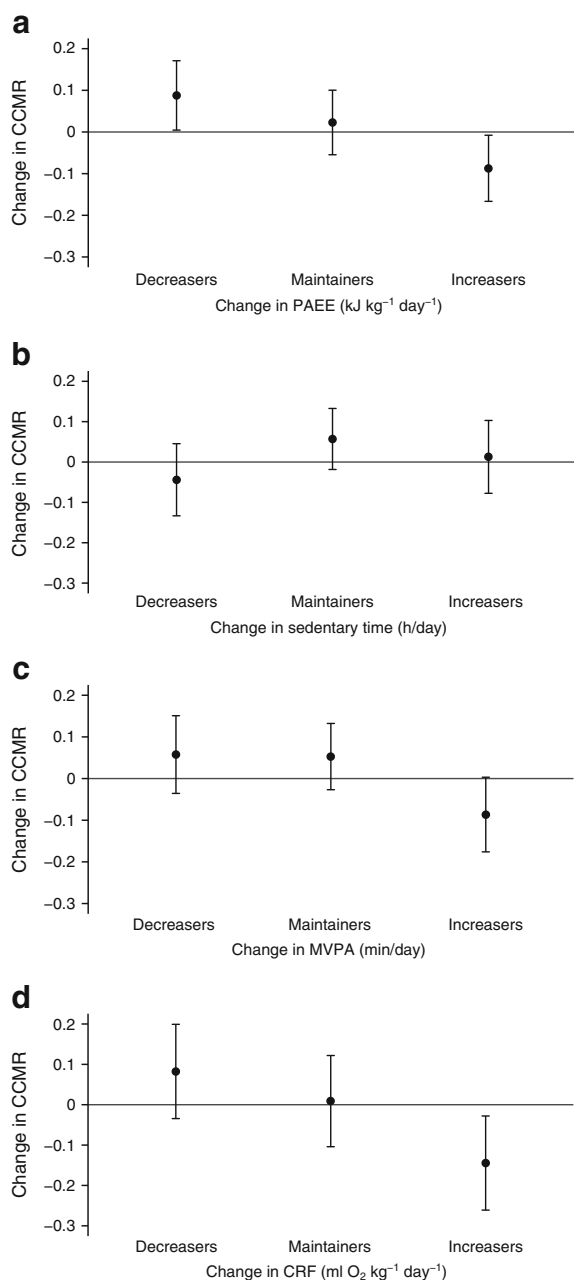 a
0.2
0.1
0
−0.1
−0.2
−0.3
Change in CCMR
Decreasers Maintainers Increasers
Change in PAEE (kJ kg⁻¹ day⁻¹)
b
0.2
0.1
0
−0.1
−0.2
−0.3
Change in CCMR
Decreasers Maintainers Increasers
Change in sedentary time (h/day)
c
0.2
0.1
0
−0.1
−0.2
−0.3
Change in CCMR
Decreasers Maintainers Increasers
Change in MVPA (min/day)
d
0.2
0.1
0
−0.1
−0.2
−0.3
Change in CCMR
Decreasers Maintainers Increasers
Change in CRF (ml O₂ kg⁻¹ day⁻¹)